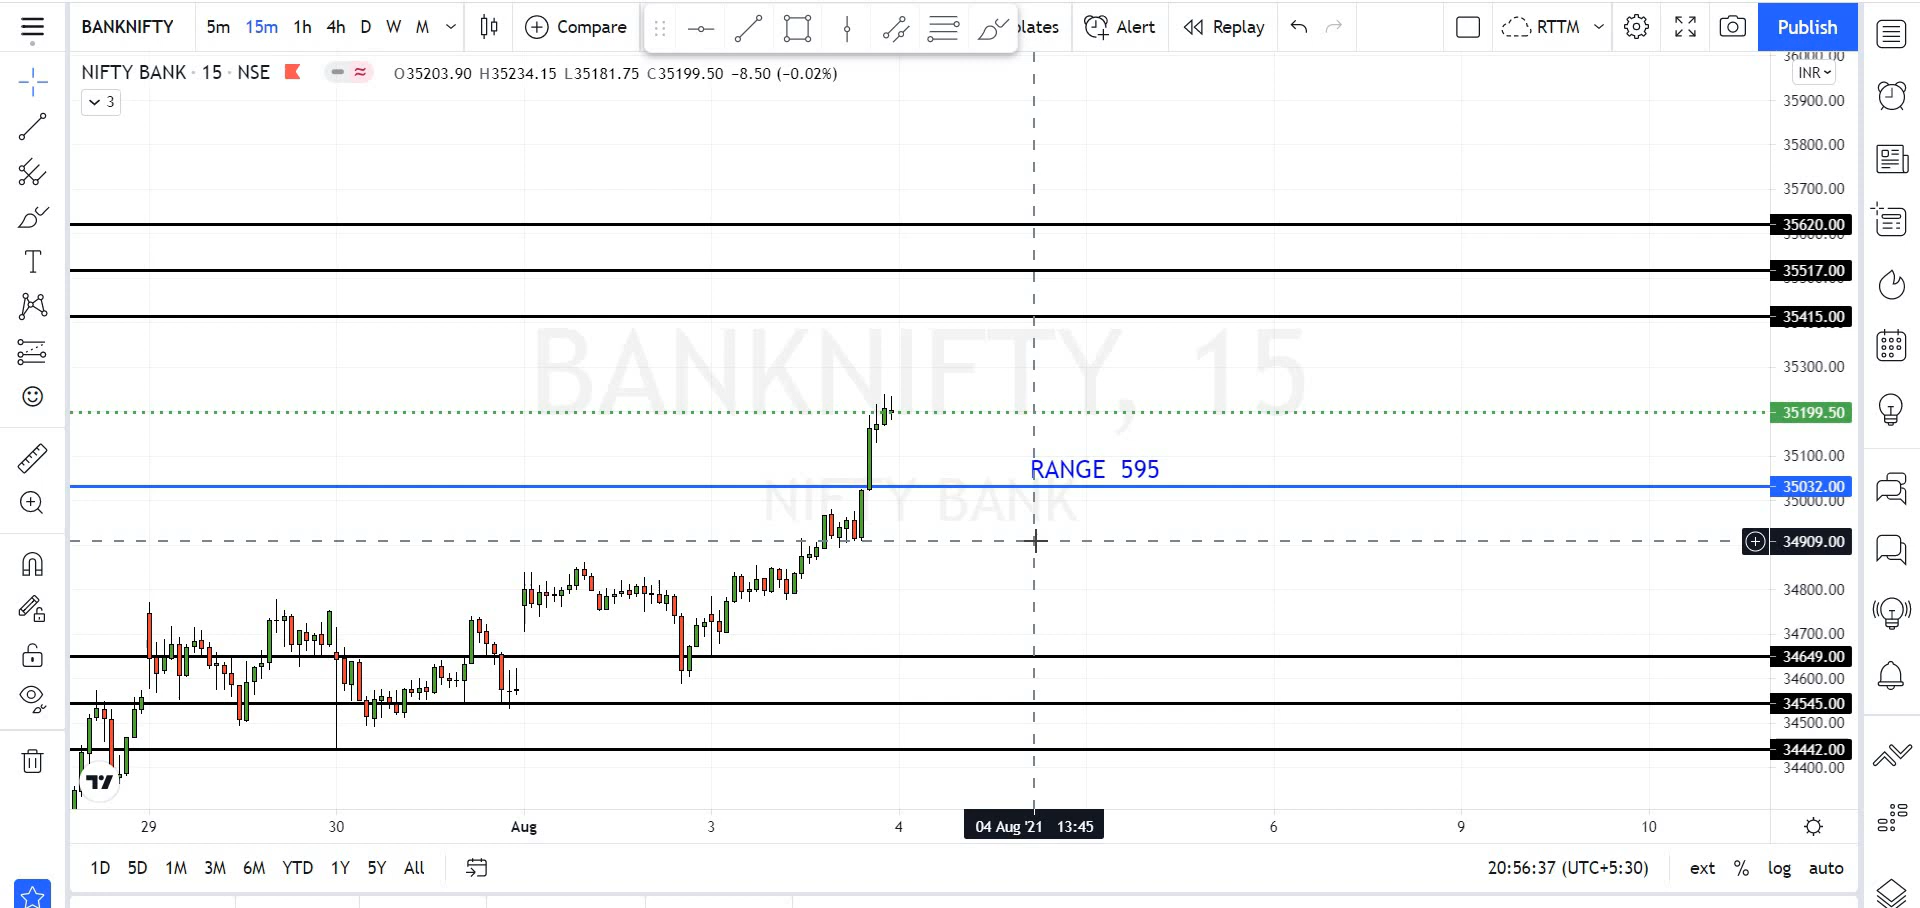 BANKNIFTY 5m 15m 1h 4h D W M Compare plates Alert Replay RTTM Publish
NIFTY BANK · 15 · NSE O35203.90 H35234.15 L35181.75 C35199.50 −8.50 (−0.02%)
3
INR
36000.00
35900.00
35800.00
35700.00
35620.00
35517.00
35415.00
BANKNIFTY, 15
35300.00
35199.50
35100.00
RANGE 595
35032.00
35000.00
NIFTY BANK
34909.00
34800.00
34700.00
34649.00
34600.00
34545.00
34500.00
34442.00
34400.00
29 30 Aug 3 4 04 Aug '21 13:45 6 9 10
1D 5D 1M 3M 6M YTD 1Y 5Y All 20:56:37 (UTC+5:30) ext % log auto